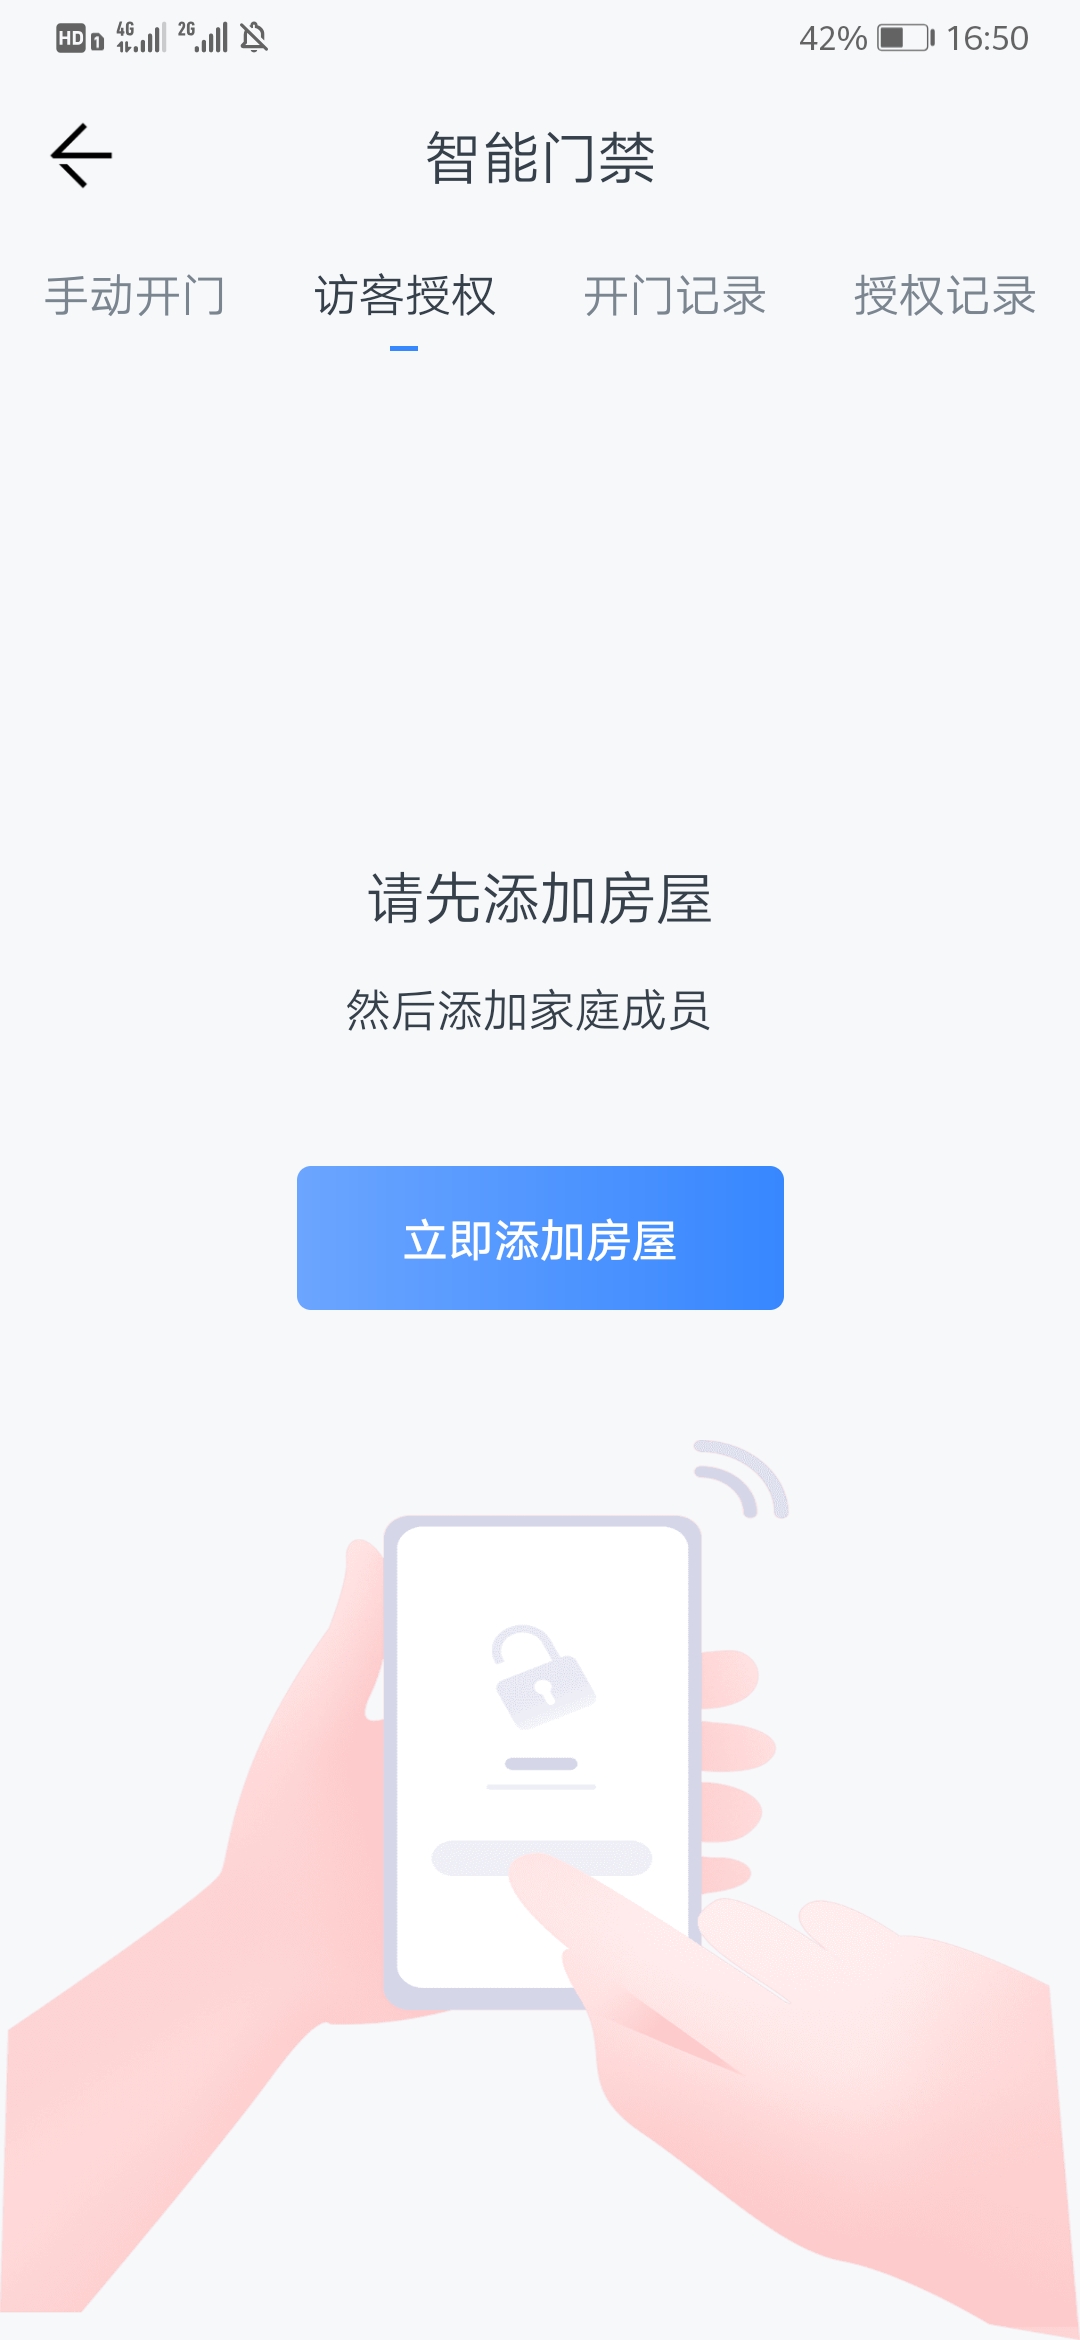 HD 1 4G 2G 42% 16:50
智能门禁
手动开门 访客授权 开门记录 授权记录
请先添加房屋
然后添加家庭成员
立即添加房屋